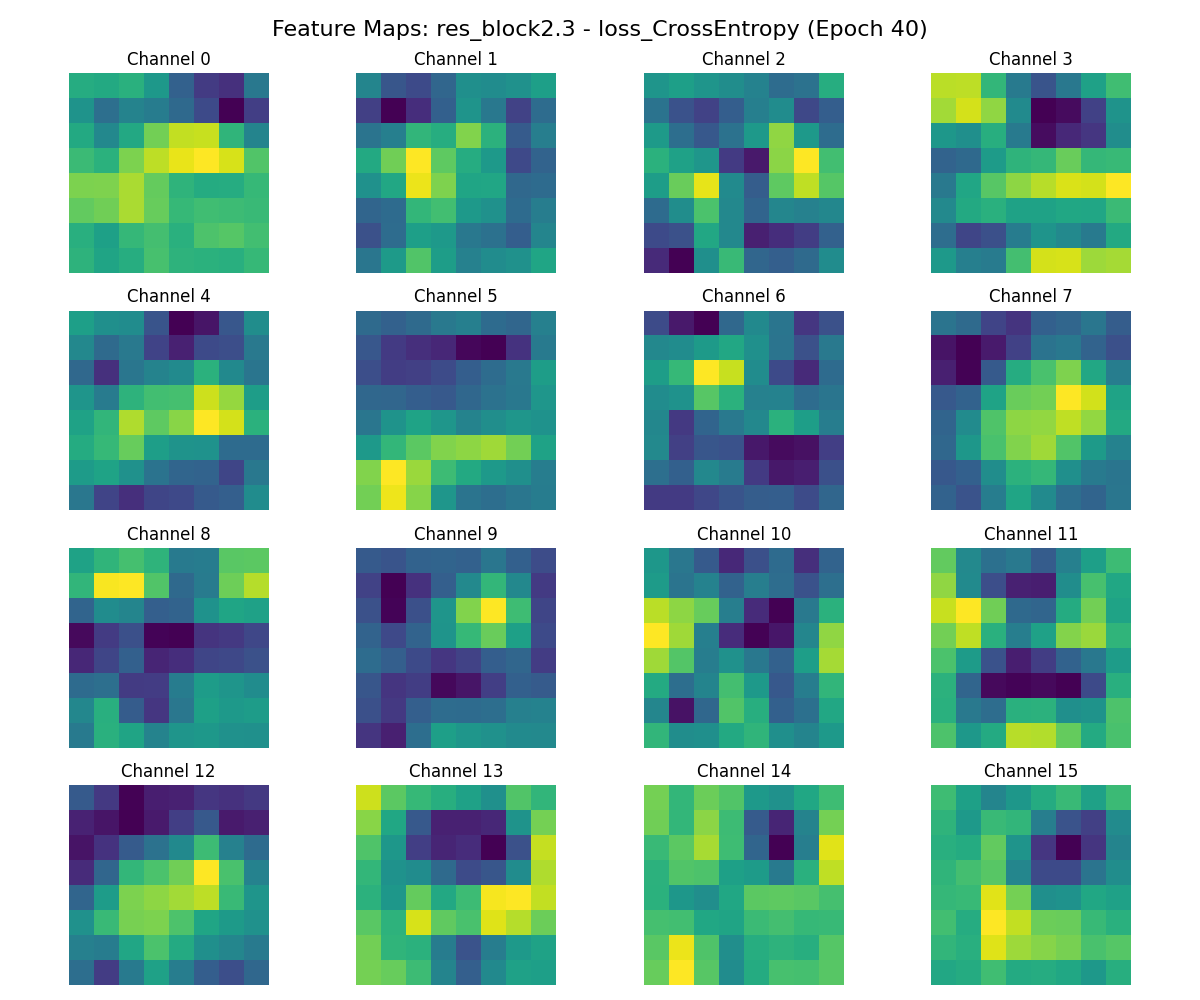 Feature Maps: res_block2.3 - loss_CrossEntropy (Epoch 40)
Channel 0
Channel 1
Channel 2
Channel 3
Channel 4
Channel 5
Channel 6
Channel 7
Channel 8
Channel 9
Channel 10
Channel 11
Channel 12
Channel 13
Channel 14
Channel 15